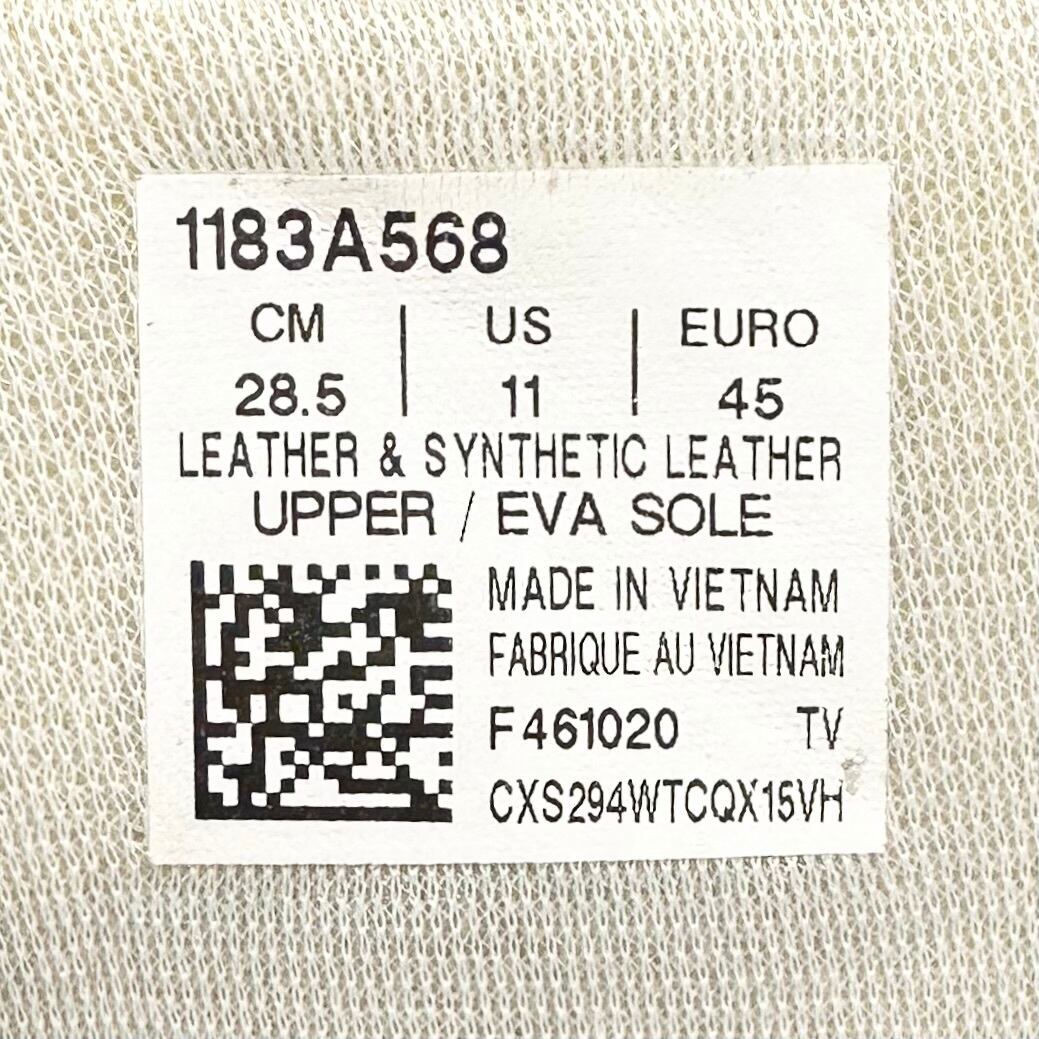 1183A568
CM | US | EURO
28.5 | 11 | 45
LEATHER & SYNTHETIC LEATHER
UPPER / EVA SOLE
MADE IN VIETNAM
FABRIQUE AU VIETNAM
F461020 TV
CXS294WTCQX15VH